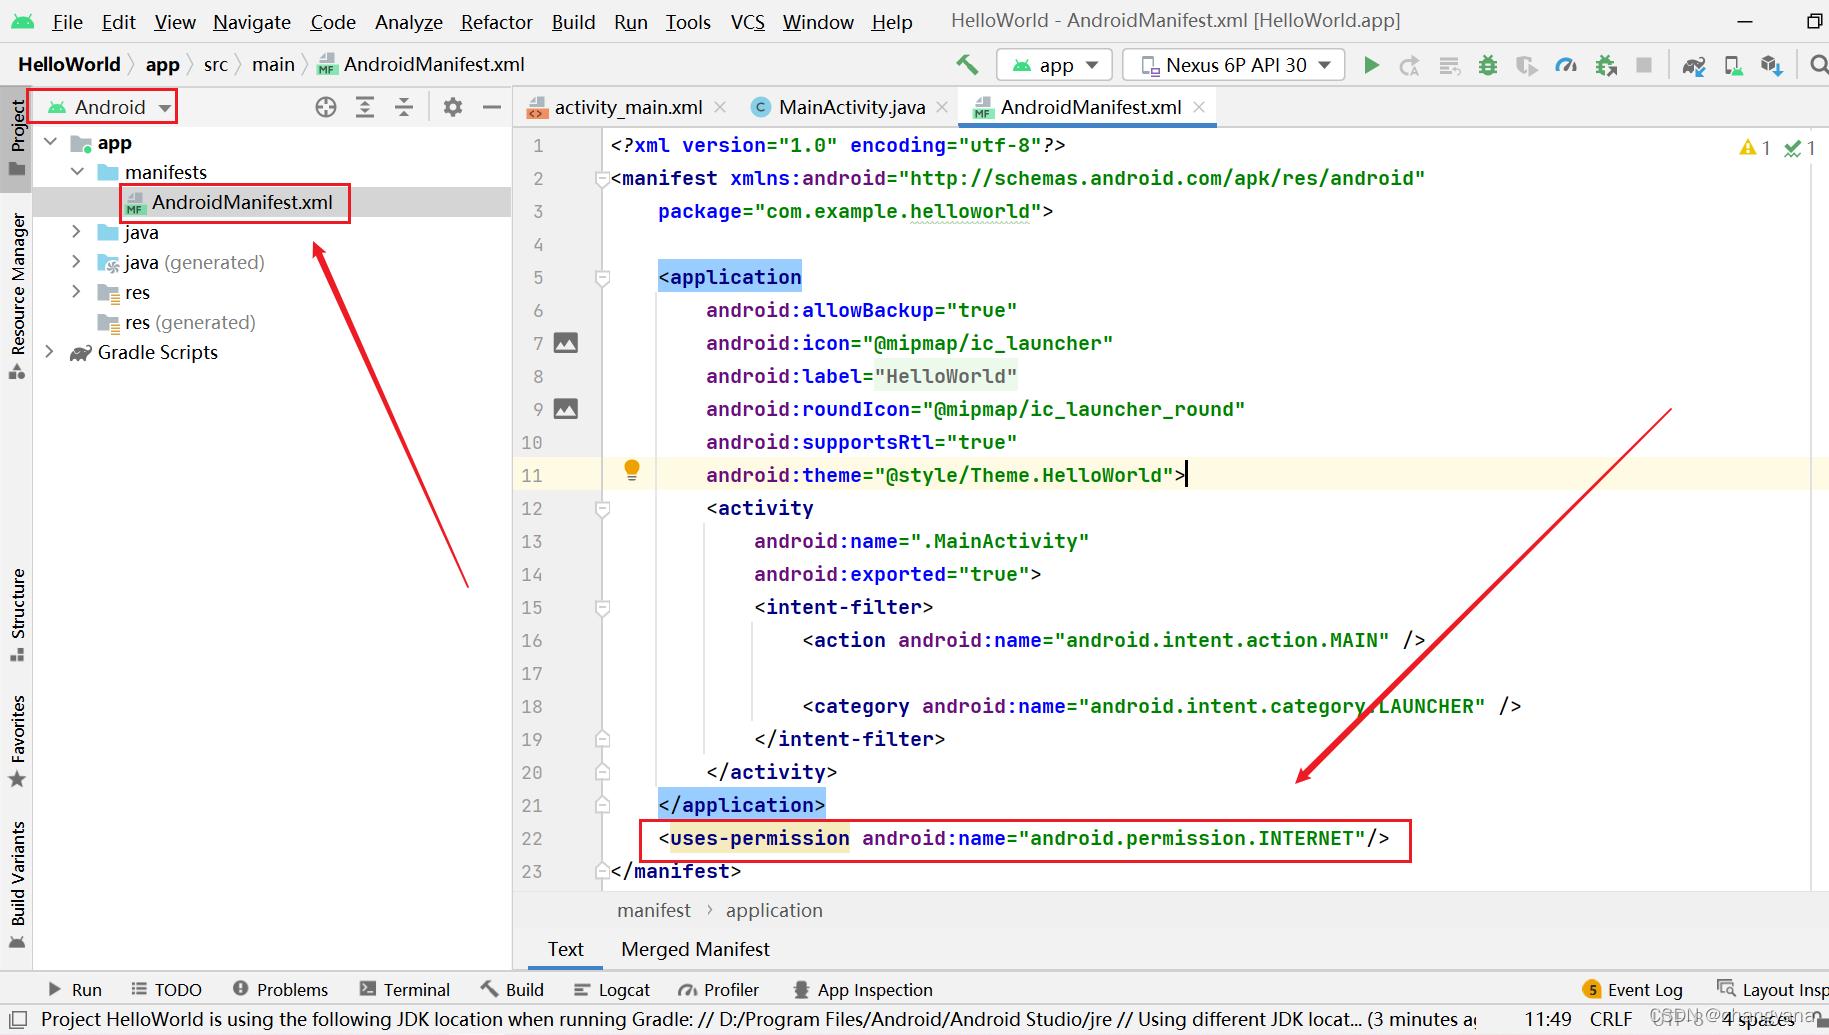 File Edit View Navigate Code Analyze Refactor Build Run Tools VCS Window Help HelloWorld - AndroidManifest.xml [HelloWorld.app]
HelloWorld app src main AndroidManifest.xml app Nexus 6P API 30
Project
Resource Manager
Structure
Favorites
Build Variants
Android
app
manifests
AndroidManifest.xml
java
java (generated)
res
res (generated)
Gradle Scripts
activity_main.xml MainActivity.java AndroidManifest.xml
1 1
1 <?xml version="1.0" encoding="utf-8"?>
2 <manifest xmlns:android="http://schemas.android.com/apk/res/android"
3 package="com.example.helloworld">
4
5 <application
6 android:allowBackup="true"
7 android:icon="@mipmap/ic_launcher"
8 android:label="HelloWorld"
9 android:roundIcon="@mipmap/ic_launcher_round"
10 android:supportsRtl="true"
11 android:theme="@style/Theme.HelloWorld">
12 <activity
13 android:name=".MainActivity"
14 android:exported="true">
15 <intent-filter>
16 <action android:name="android.intent.action.MAIN" />
17
18 <category android:name="android.intent.category.LAUNCHER" />
19 </intent-filter>
20 </activity>
21 </application>
22 <uses-permission android:name="android.permission.INTERNET"/>
23 </manifest>
manifest application
Text Merged Manifest
Run TODO Problems Terminal Build Logcat Profiler App Inspection 5 Event Log Layout Insp
Project HelloWorld is using the following JDK location when running Gradle: // D:/Program Files/Android/Android Studio/jre // Using different JDK locat... (3 minutes ag 11:49 CRLF UTF-8 4 spaces